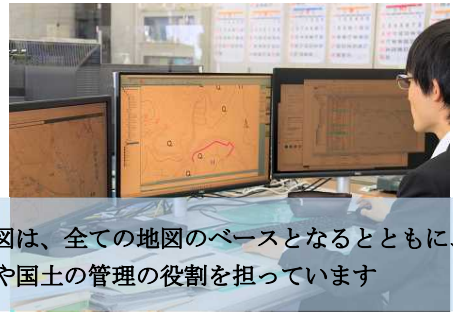 図は、全ての地図のベースとなるとともに、
や国土の管理の役割を担っています